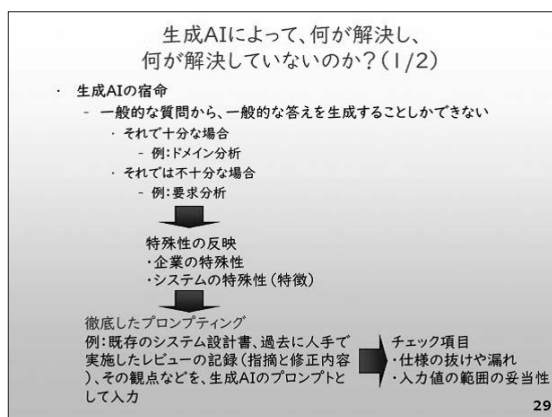 生成AIによって、何が解決し、
何が解決していないのか?(1/2)
・ 生成AIの宿命
- 一般的な質問から、一般的な答えを生成することしかできない
・ それで十分な場合
- 例:ドメイン分析
・ それでは不十分な場合
- 例:要求分析
特殊性の反映
・企業の特殊性
・システムの特殊性(特徴)
徹底したプロンプティング
例:既存のシステム設計書、過去に人手で
実施したレビューの記録(指摘と修正内容
)、その観点などを、生成AIのプロンプトと
して入力
チェック項目
・仕様の抜けや漏れ
・入力値の範囲の妥当性
29